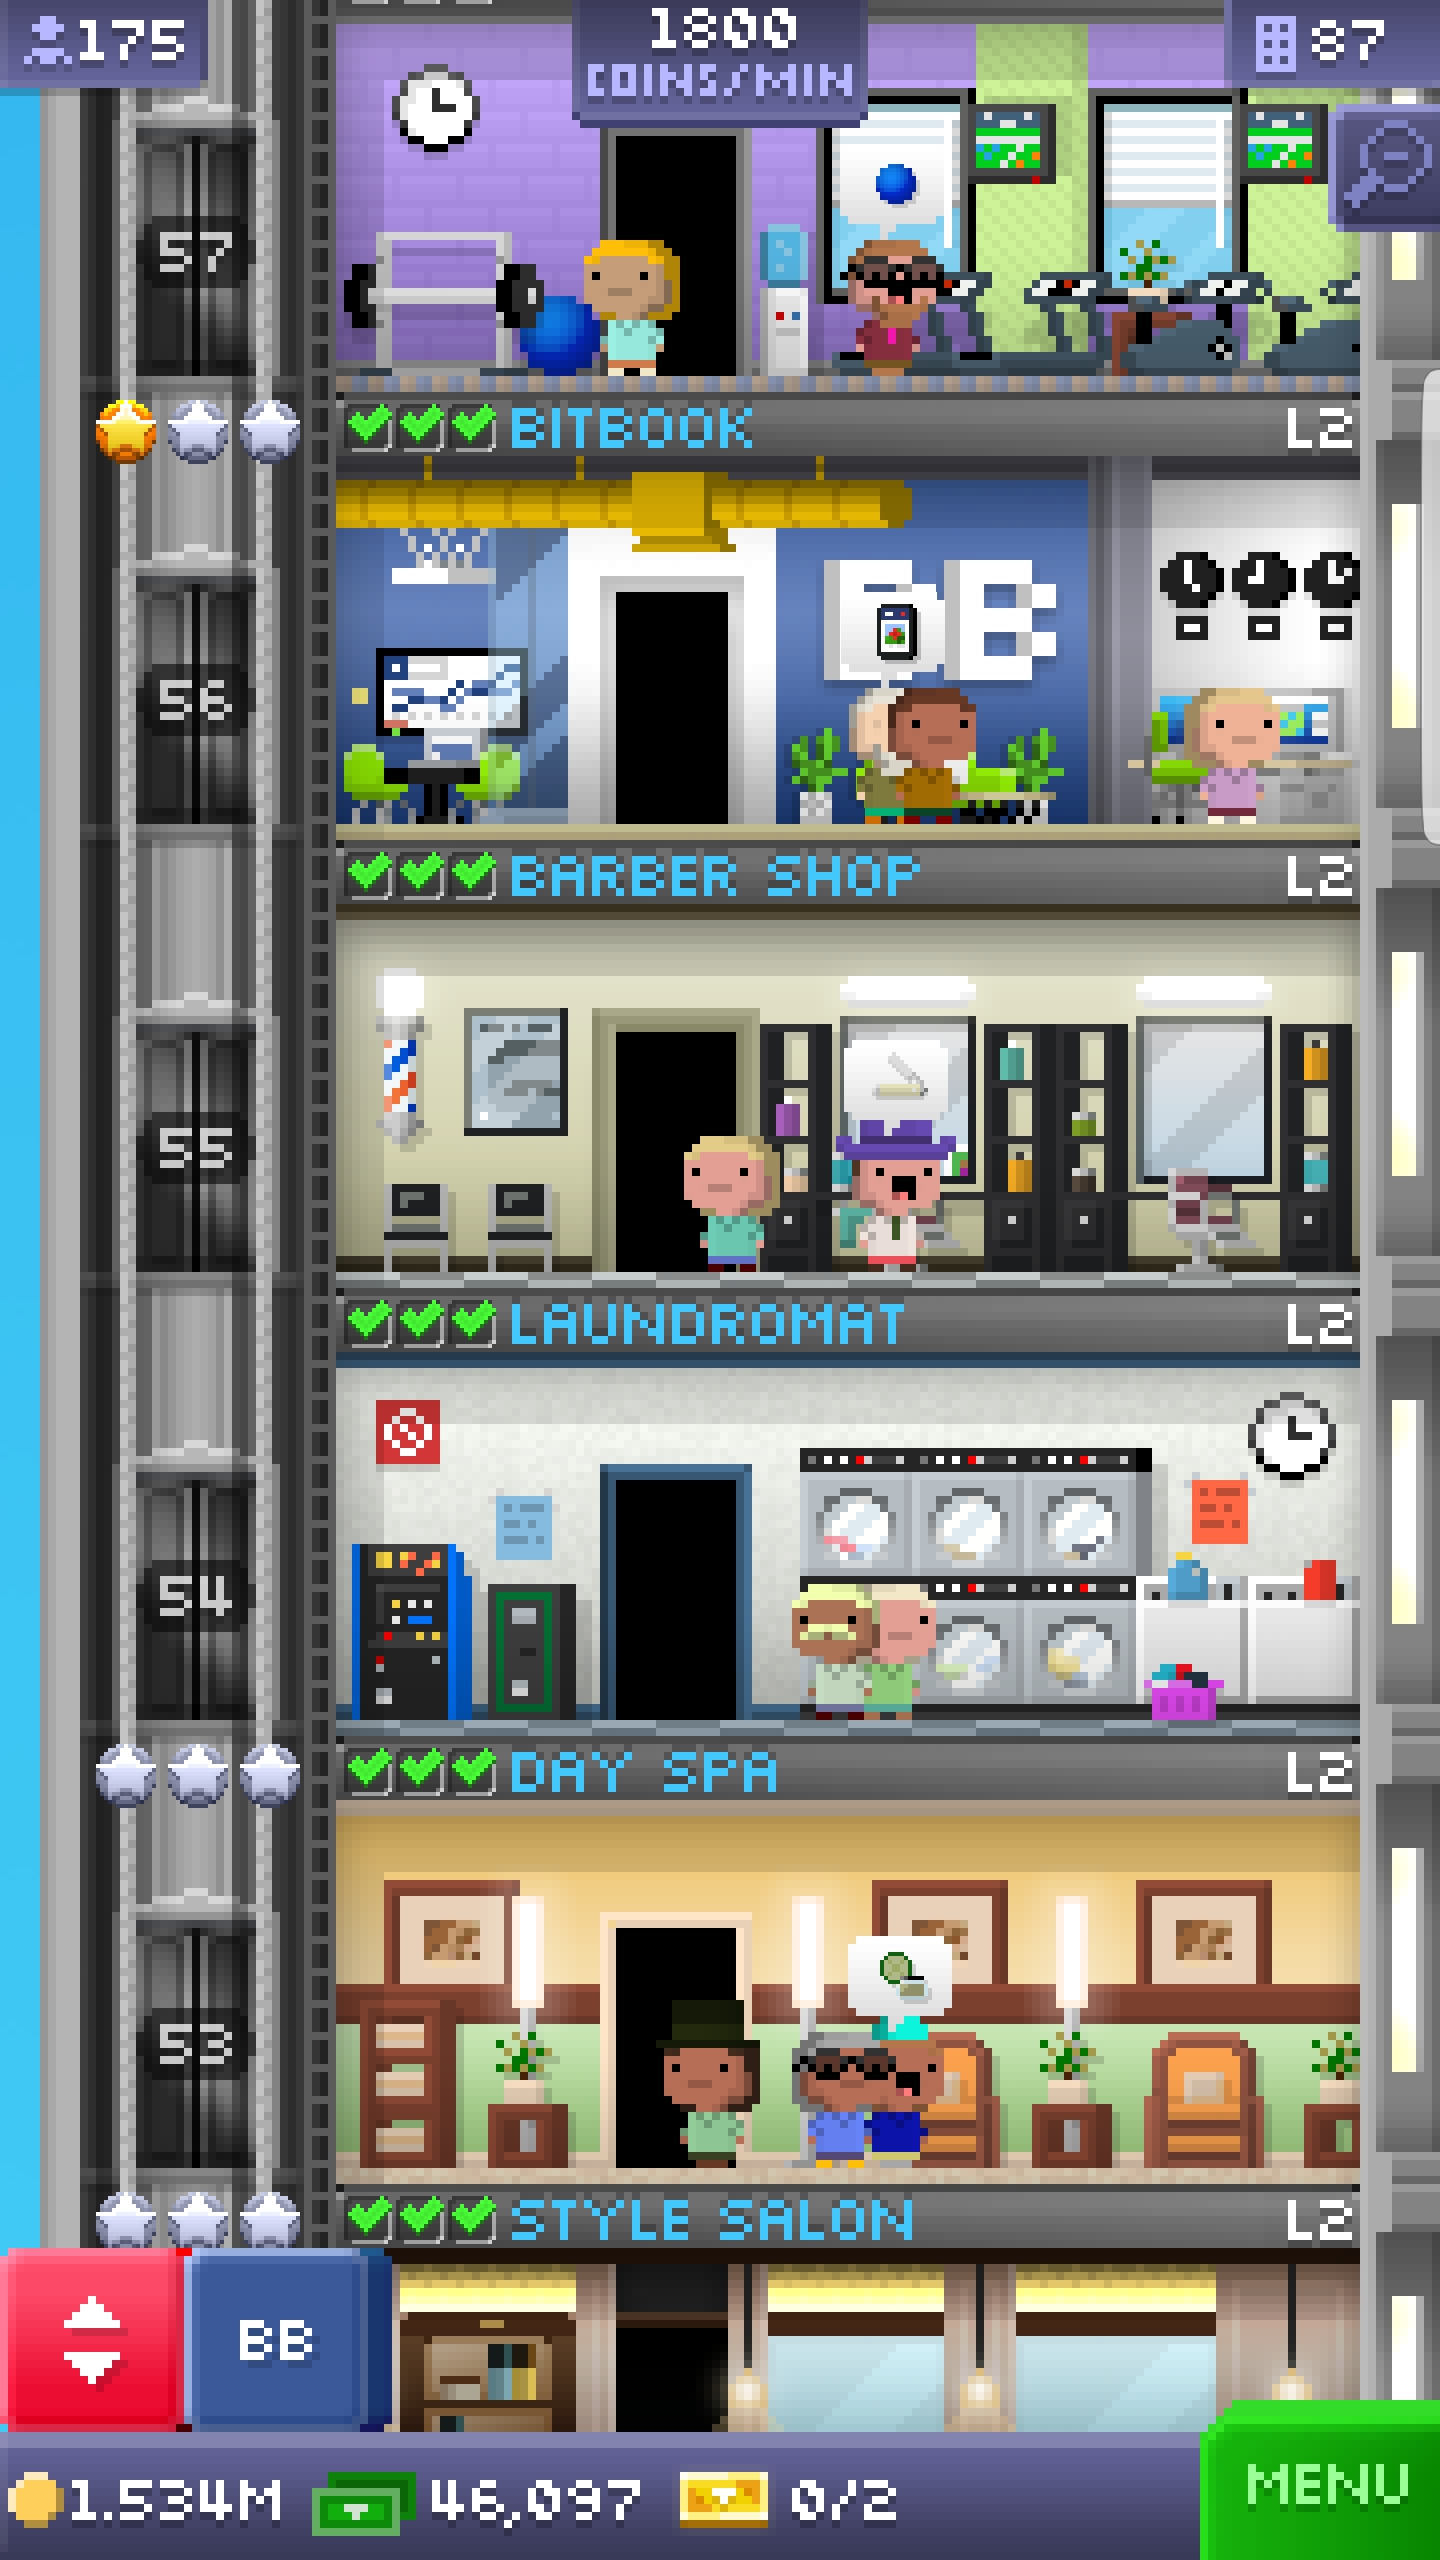 175
1800
COINS/MIN
87
57
BITBOOK L2
BB
56
BARBER SHOP L2
55
LAUNDROMAT L2
54
DAY SPA L2
53
STYLE SALON L2
BB
1.534M 46,097 0/2
MENU